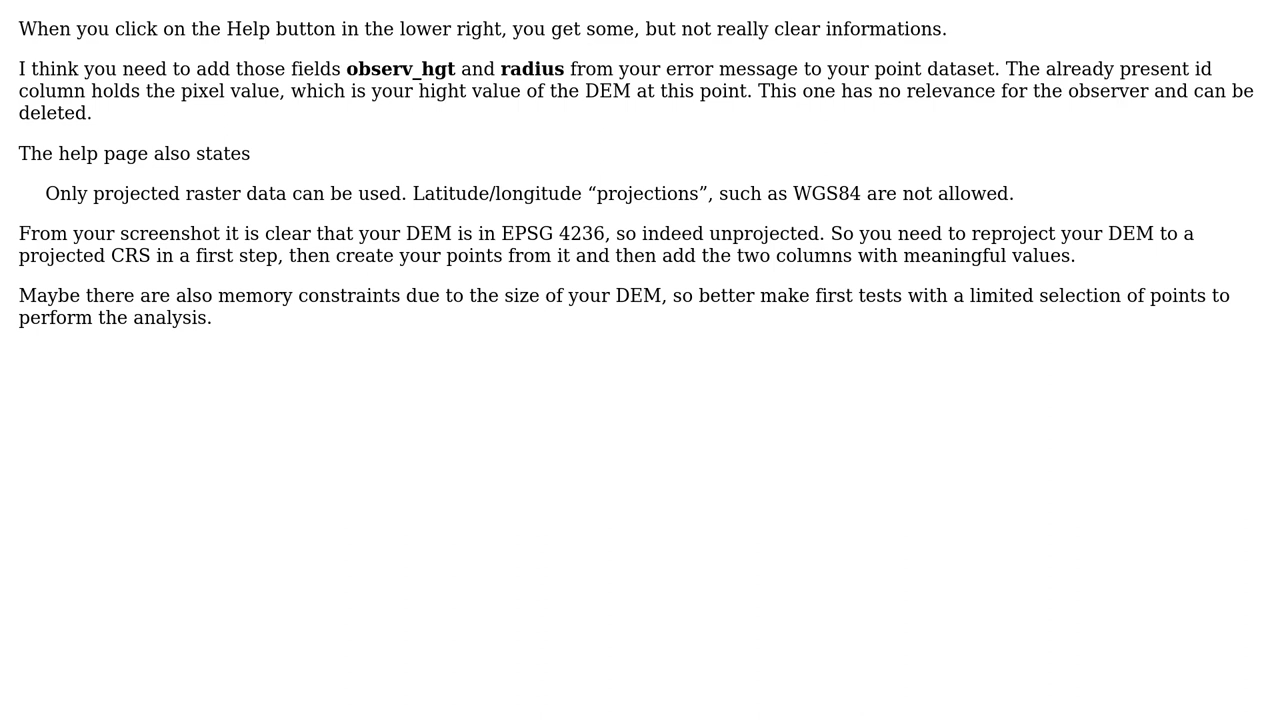 When you click on the Help button in the lower right, you get some, but not really clear informations.
I think you need to add those fields observ_hgt and radius from your error message to your point dataset. The already present id
column holds the pixel value, which is your hight value of the DEM at this point. This one has no relevance for the observer and can be
deleted.
The help page also states
Only projected raster data can be used. Latitude/longitude “projections”, such as WGS84 are not allowed.
From your screenshot it is clear that your DEM is in EPSG 4236, so indeed unprojected. So you need to reproject your DEM to a
projected CRS in a first step, then create your points from it and then add the two columns with meaningful values.
Maybe there are also memory constraints due to the size of your DEM, so better make first tests with a limited selection of points to
perform the analysis.